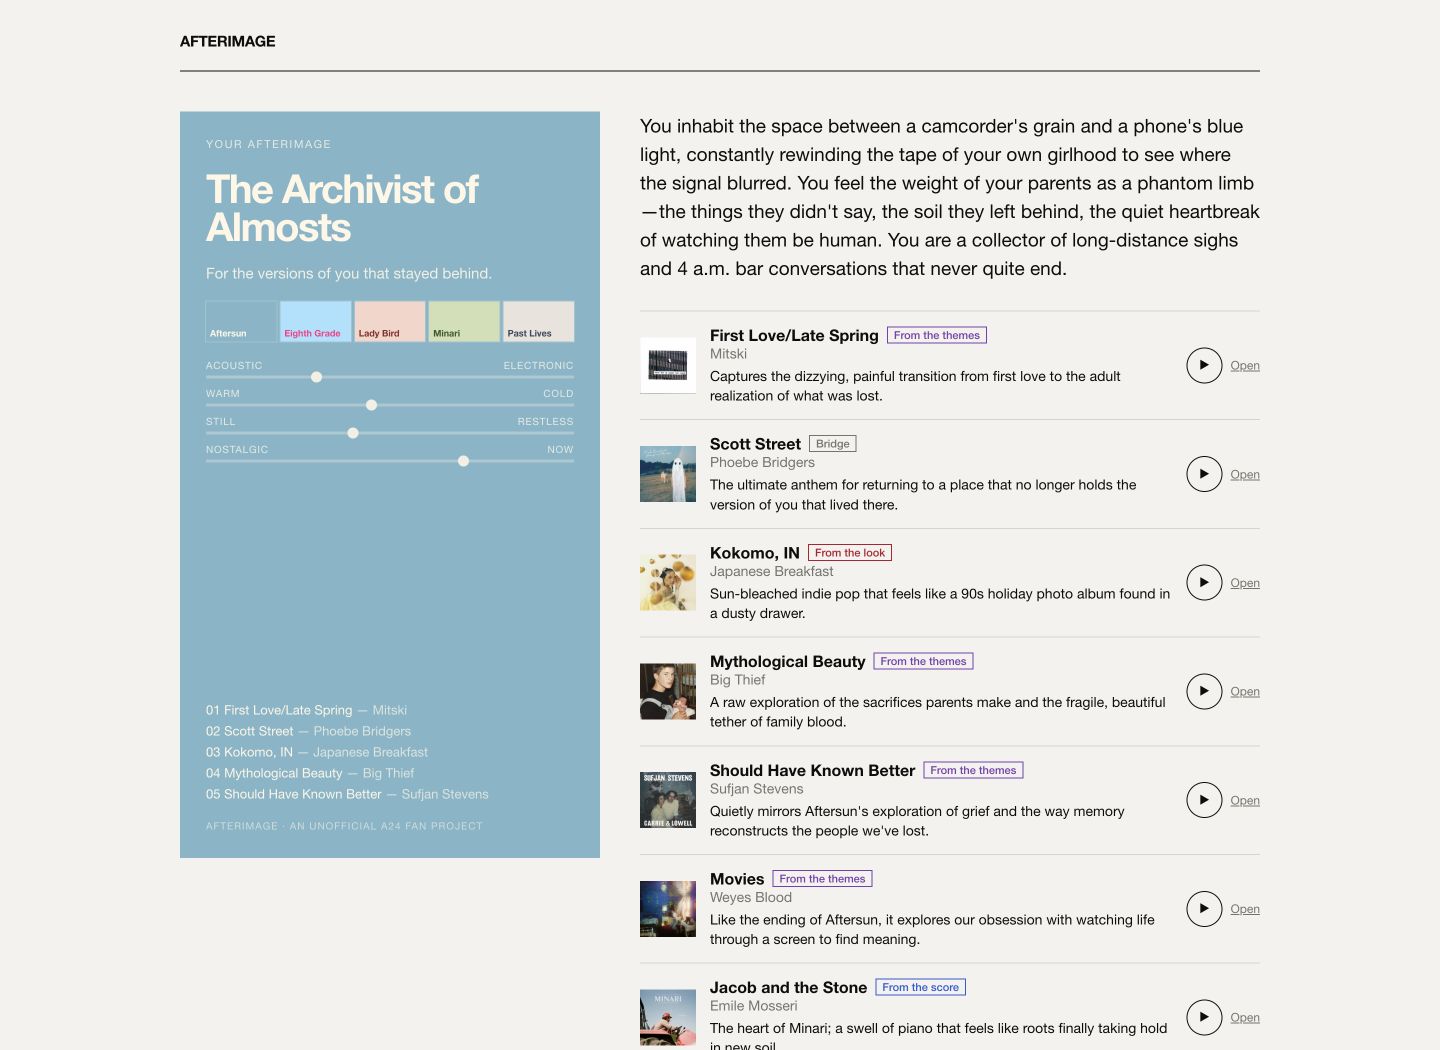 AFTERIMAGE
YOUR AFTERIMAGE
The Archivist of
Almosts
For the versions of you that stayed behind.
Aftersun
Eighth Grade
Lady Bird
Minari
Past Lives
ACOUSTIC ELECTRONIC
WARM COLD
STILL RESTLESS
NOSTALGIC NOW
01 First Love/Late Spring — Mitski
02 Scott Street — Phoebe Bridgers
03 Kokomo, IN — Japanese Breakfast
04 Mythological Beauty — Big Thief
05 Should Have Known Better — Sufjan Stevens
AFTERIMAGE · AN UNOFFICIAL A24 FAN PROJECT
You inhabit the space between a camcorder's grain and a phone's blue
light, constantly rewinding the tape of your own girlhood to see where
the signal blurred. You feel the weight of your parents as a phantom limb
—the things they didn't say, the soil they left behind, the quiet heartbreak
of watching them be human. You are a collector of long-distance sighs
and 4 a.m. bar conversations that never quite end.
First Love/Late Spring From the themes
Mitski
Captures the dizzying, painful transition from first love to the adult
realization of what was lost.
Open
Scott Street Bridge
Phoebe Bridgers
The ultimate anthem for returning to a place that no longer holds the
version of you that lived there.
Open
Kokomo, IN From the look
Japanese Breakfast
Sun-bleached indie pop that feels like a 90s holiday photo album found in
a dusty drawer.
Open
Mythological Beauty From the themes
Big Thief
A raw exploration of the sacrifices parents make and the fragile, beautiful
tether of family blood.
Open
SUFJAN STEVENS
CARRIE & LOWELL
Should Have Known Better From the themes
Sufjan Stevens
Quietly mirrors Aftersun's exploration of grief and the way memory
reconstructs the people we've lost.
Open
Movies From the themes
Weyes Blood
Like the ending of Aftersun, it explores our obsession with watching life
through a screen to find meaning.
Open
MINARI
Jacob and the Stone From the score
Emile Mosseri
The heart of Minari; a swell of piano that feels like roots finally taking hold
in new soil
Open